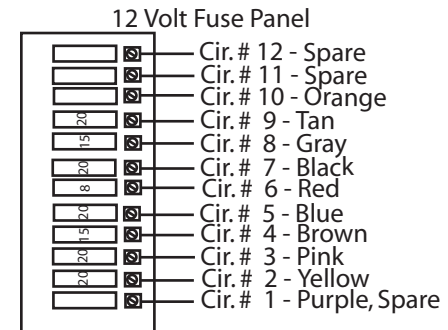 12 Volt Fuse Panel
Cir. # 12 - Spare
Cir. # 11 - Spare
Cir. # 10 - Orange
20 Cir. # 9 - Tan
15 Cir. # 8 - Gray
20 Cir. # 7 - Black
8 Cir. # 6 - Red
20 Cir. # 5 - Blue
15 Cir. # 4 - Brown
20 Cir. # 3 - Pink
20 Cir. # 2 - Yellow
Cir. # 1 - Purple, Spare